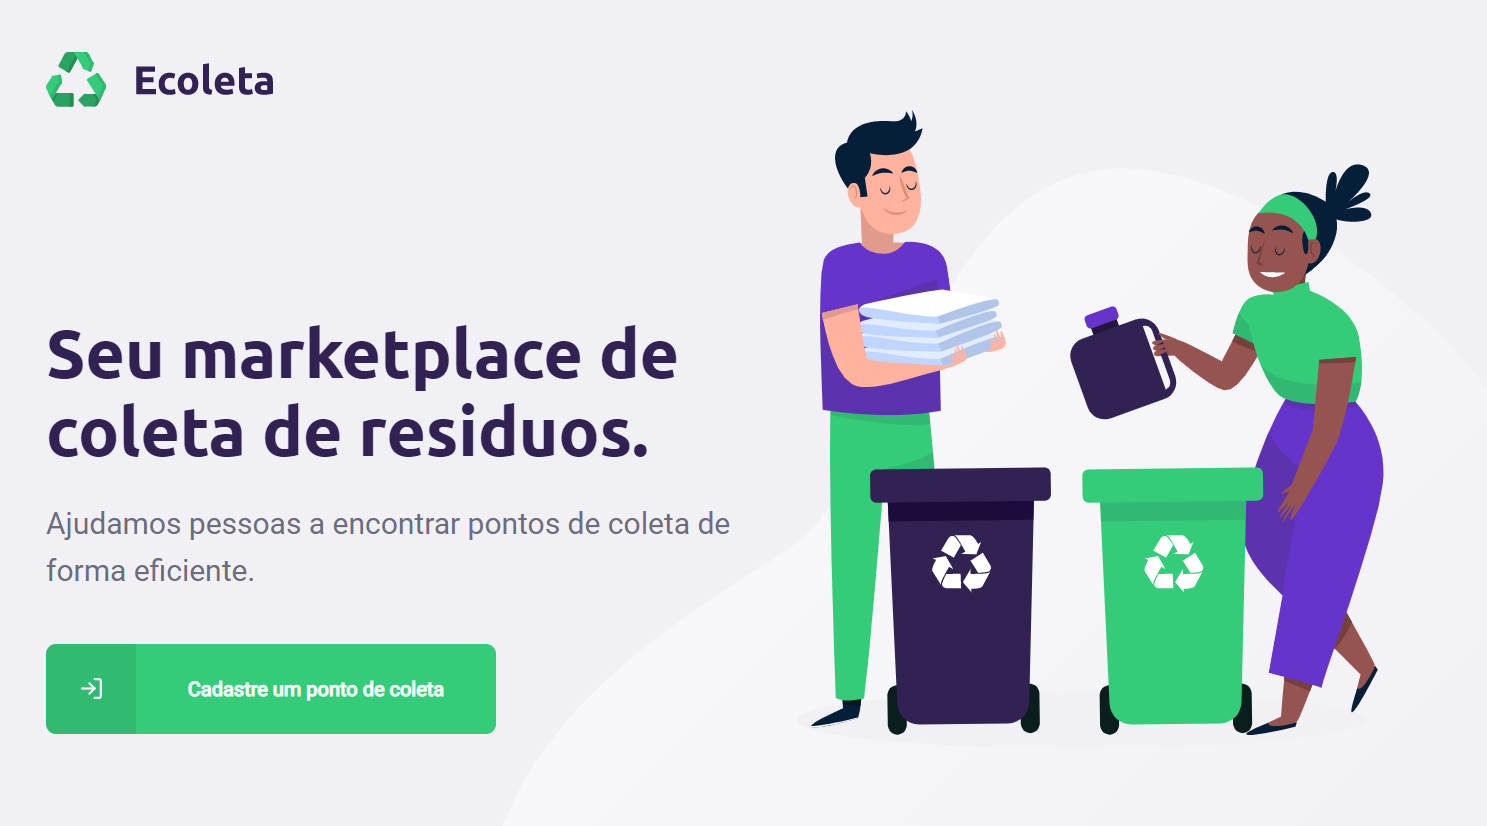 Ecoleta
Seu marketplace de
coleta de residuos.
Ajudamos pessoas a encontrar pontos de coleta de
forma eficiente.
Cadastre um ponto de coleta